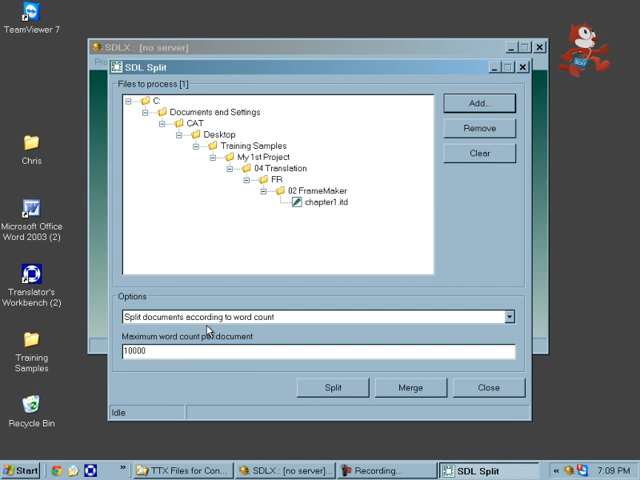 TeamViewer 7
SDLX : [no server]
SDL Split
Files to process [1]
C:
Documents and Settings
CAT
Desktop
Training Samples
My 1st Project
04 Translation
FR
02 FrameMaker
chapter1.itd
Add...
Remove
Clear
Options
Split documents according to word count
Maximum word count per document
10000
Split
Merge
Close
Idle
Chris
Microsoft Office
Word 2003 (2)
Translator's
Workbench (2)
Training
Samples
Recycle Bin
Start
»
TTX Files for Con...
SDLX : [no server]...
Recording...
SDL Split
«
7:09 PM